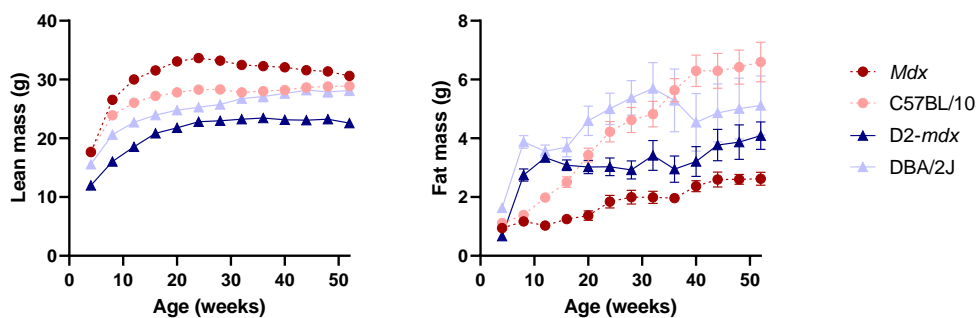 40
30
20
10
0
Lean mass (g)
0 10 20 30 40 50
Age (weeks)
8
6
4
2
0
Fat mass (g)
0 10 20 30 40 50
Age (weeks)
Mdx
C57BL/10
D2-mdx
DBA/2J